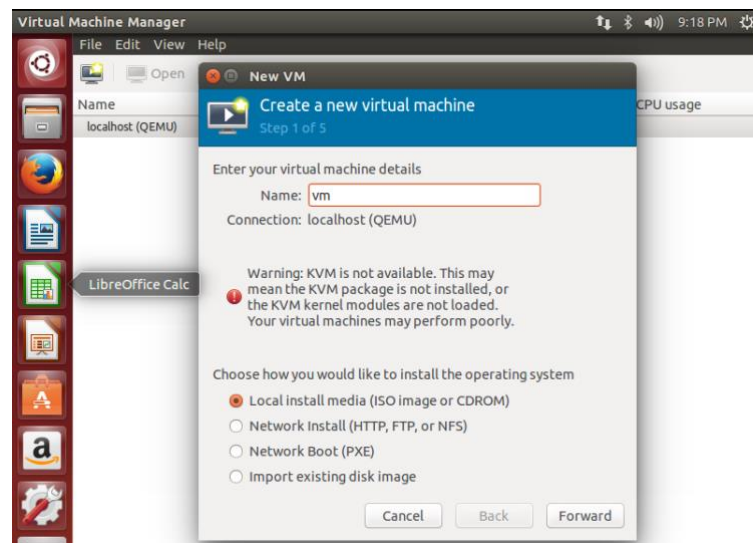 Virtual Machine Manager
9:18 PM
File Edit View Help
Open
New VM
Create a new virtual machine
Step 1 of 5
Name
CPU usage
localhost (QEMU)
Enter your virtual machine details
Name: vm
Connection: localhost (QEMU)
Warning: KVM is not available. This may
mean the KVM package is not installed, or
the KVM kernel modules are not loaded.
Your virtual machines may perform poorly.
LibreOffice Calc
Choose how you would like to install the operating system
Local install media (ISO image or CDROM)
Network Install (HTTP, FTP, or NFS)
Network Boot (PXE)
Import existing disk image
Cancel Back Forward